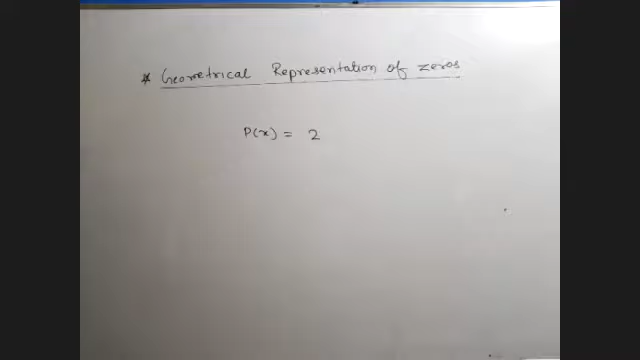 * Geometrical Representation of zeros
P(x) = 2